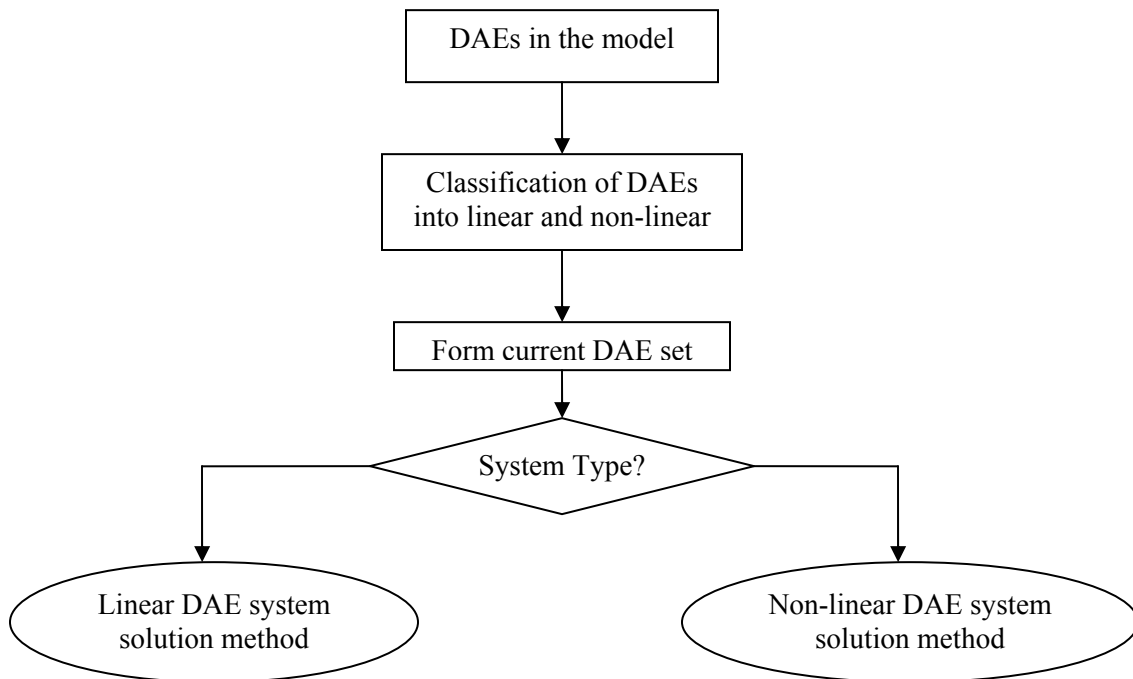 DAEs in the model
Classification of DAEs
into linear and non-linear
Form current DAE set
System Type?
Linear DAE system
solution method
Non-linear DAE system
solution method